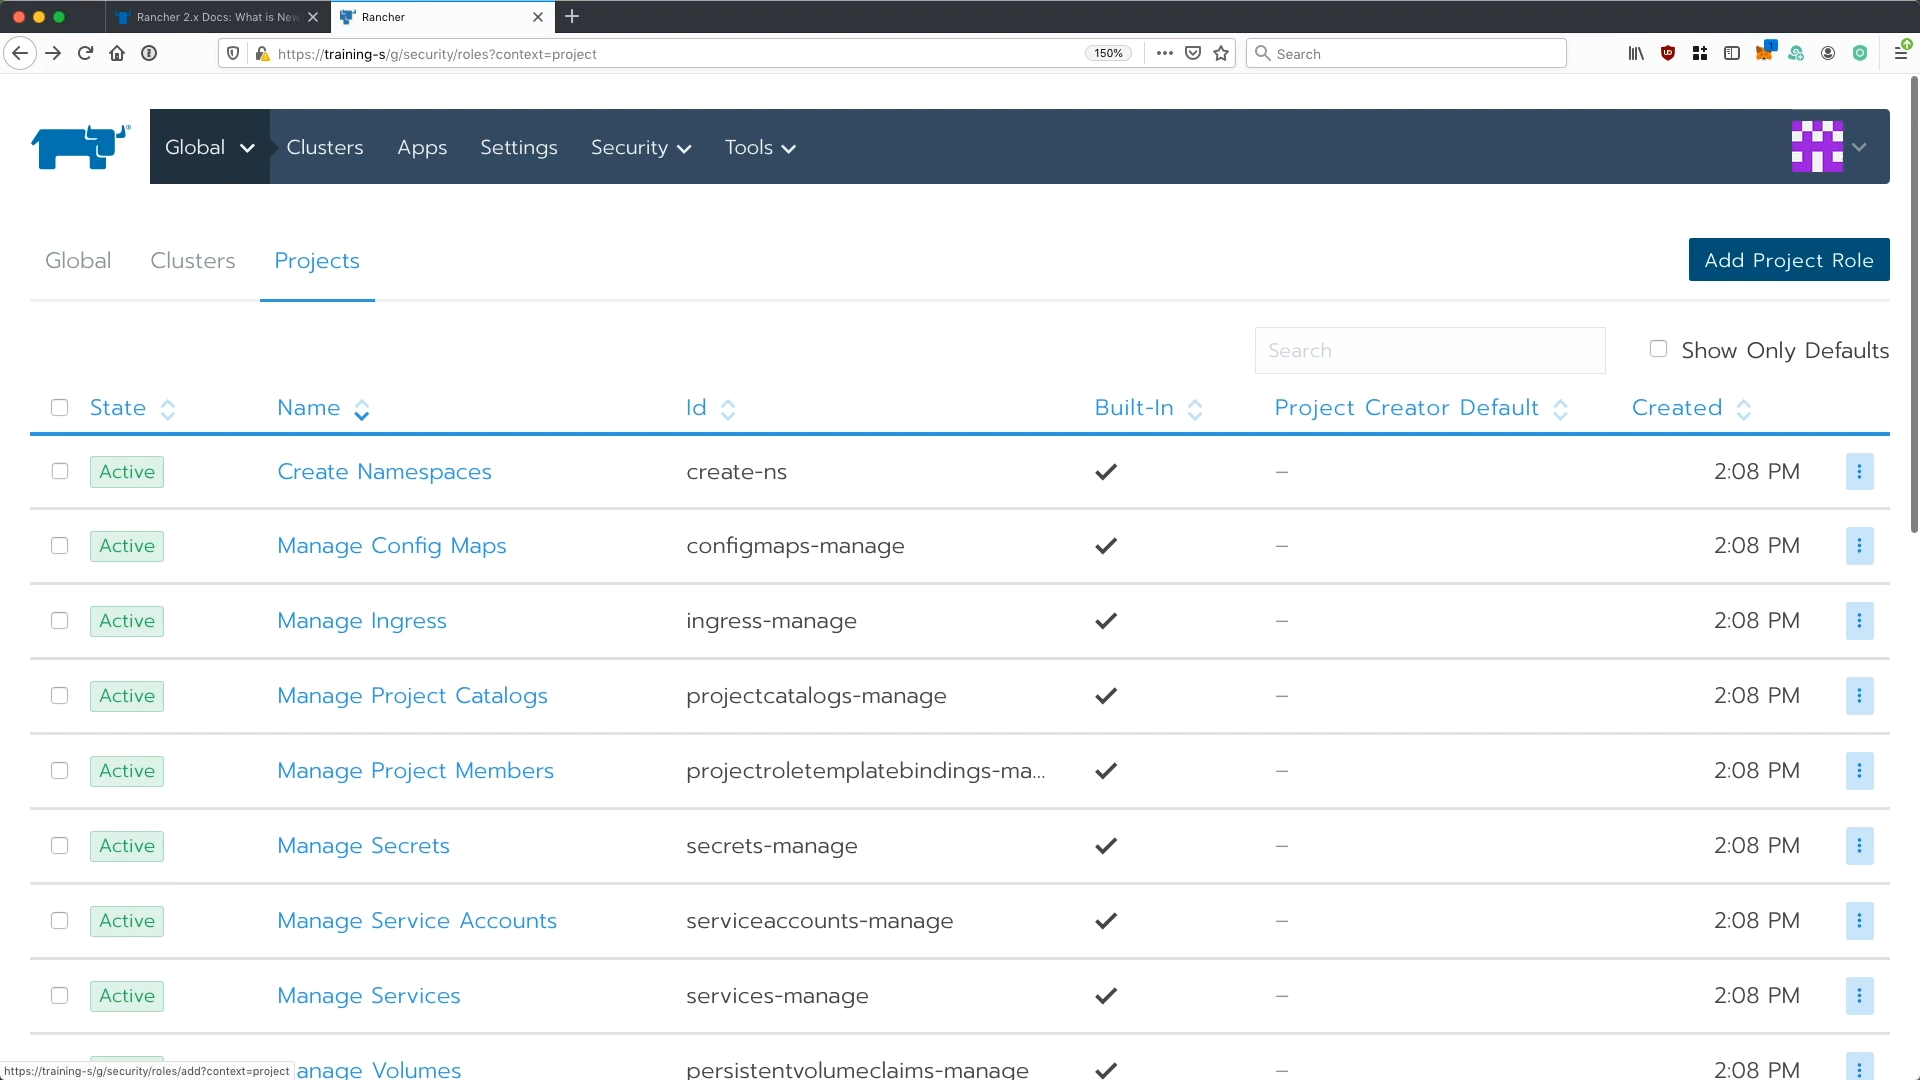 Rancher 2.x Docs: What is New
Rancher
https://training-s/g/security/roles?context=project
150%
Search
Global
Clusters
Apps
Settings
Security
Tools
Global
Clusters
Projects
Add Project Role
Search
Show Only Defaults
State
Name
Id
Built-In
Project Creator Default
Created
Active
Create Namespaces
create-ns
–
2:08 PM
Active
Manage Config Maps
configmaps-manage
–
2:08 PM
Active
Manage Ingress
ingress-manage
–
2:08 PM
Active
Manage Project Catalogs
projectcatalogs-manage
–
2:08 PM
Active
Manage Project Members
projectroletemplatebindings-ma...
–
2:08 PM
Active
Manage Secrets
secrets-manage
–
2:08 PM
Active
Manage Service Accounts
serviceaccounts-manage
–
2:08 PM
Active
Manage Services
services-manage
–
2:08 PM
anage Volumes
persistentvolumeclaims-manage
–
2:08 PM
https://training-s/g/security/roles/add?context=project